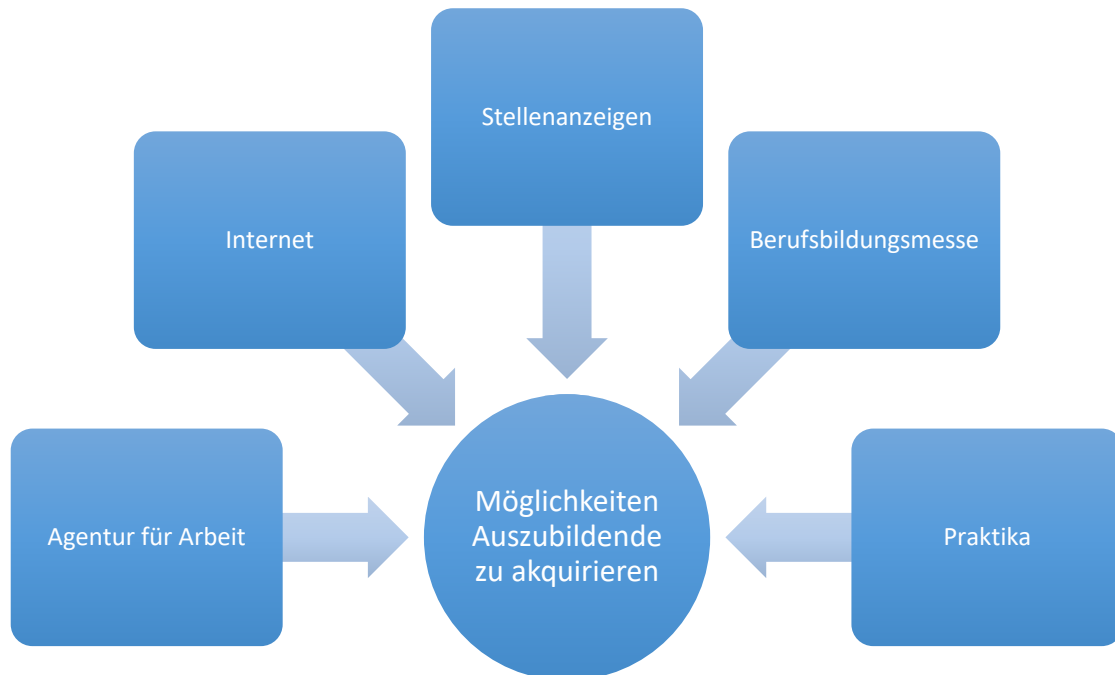 Stellenanzeigen
Internet
Berufsbildungsmesse
Agentur für Arbeit
Möglichkeiten
Auszubildende
zu akquirieren
Praktika